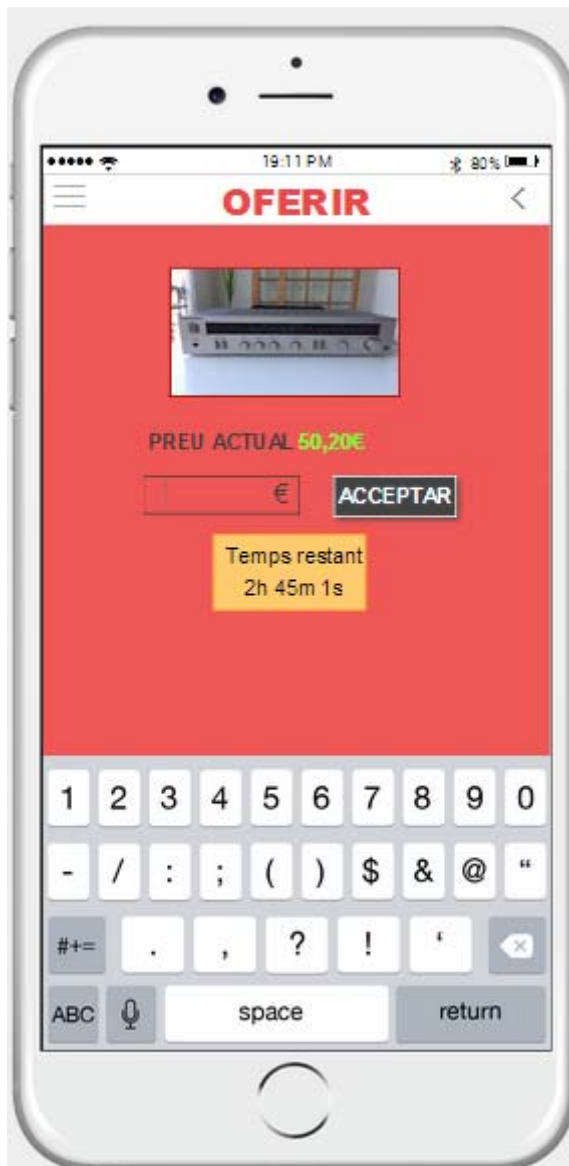 19:11 PM
80%
OFERIR
PREU ACTUAL 50,20€
€
ACCEPTAR
Temps restant
2h 45m 1s
1 2 3 4 5 6 7 8 9 0
- / : ; ( ) $ & @ “
#+= . , ? ! ‘
ABC space return